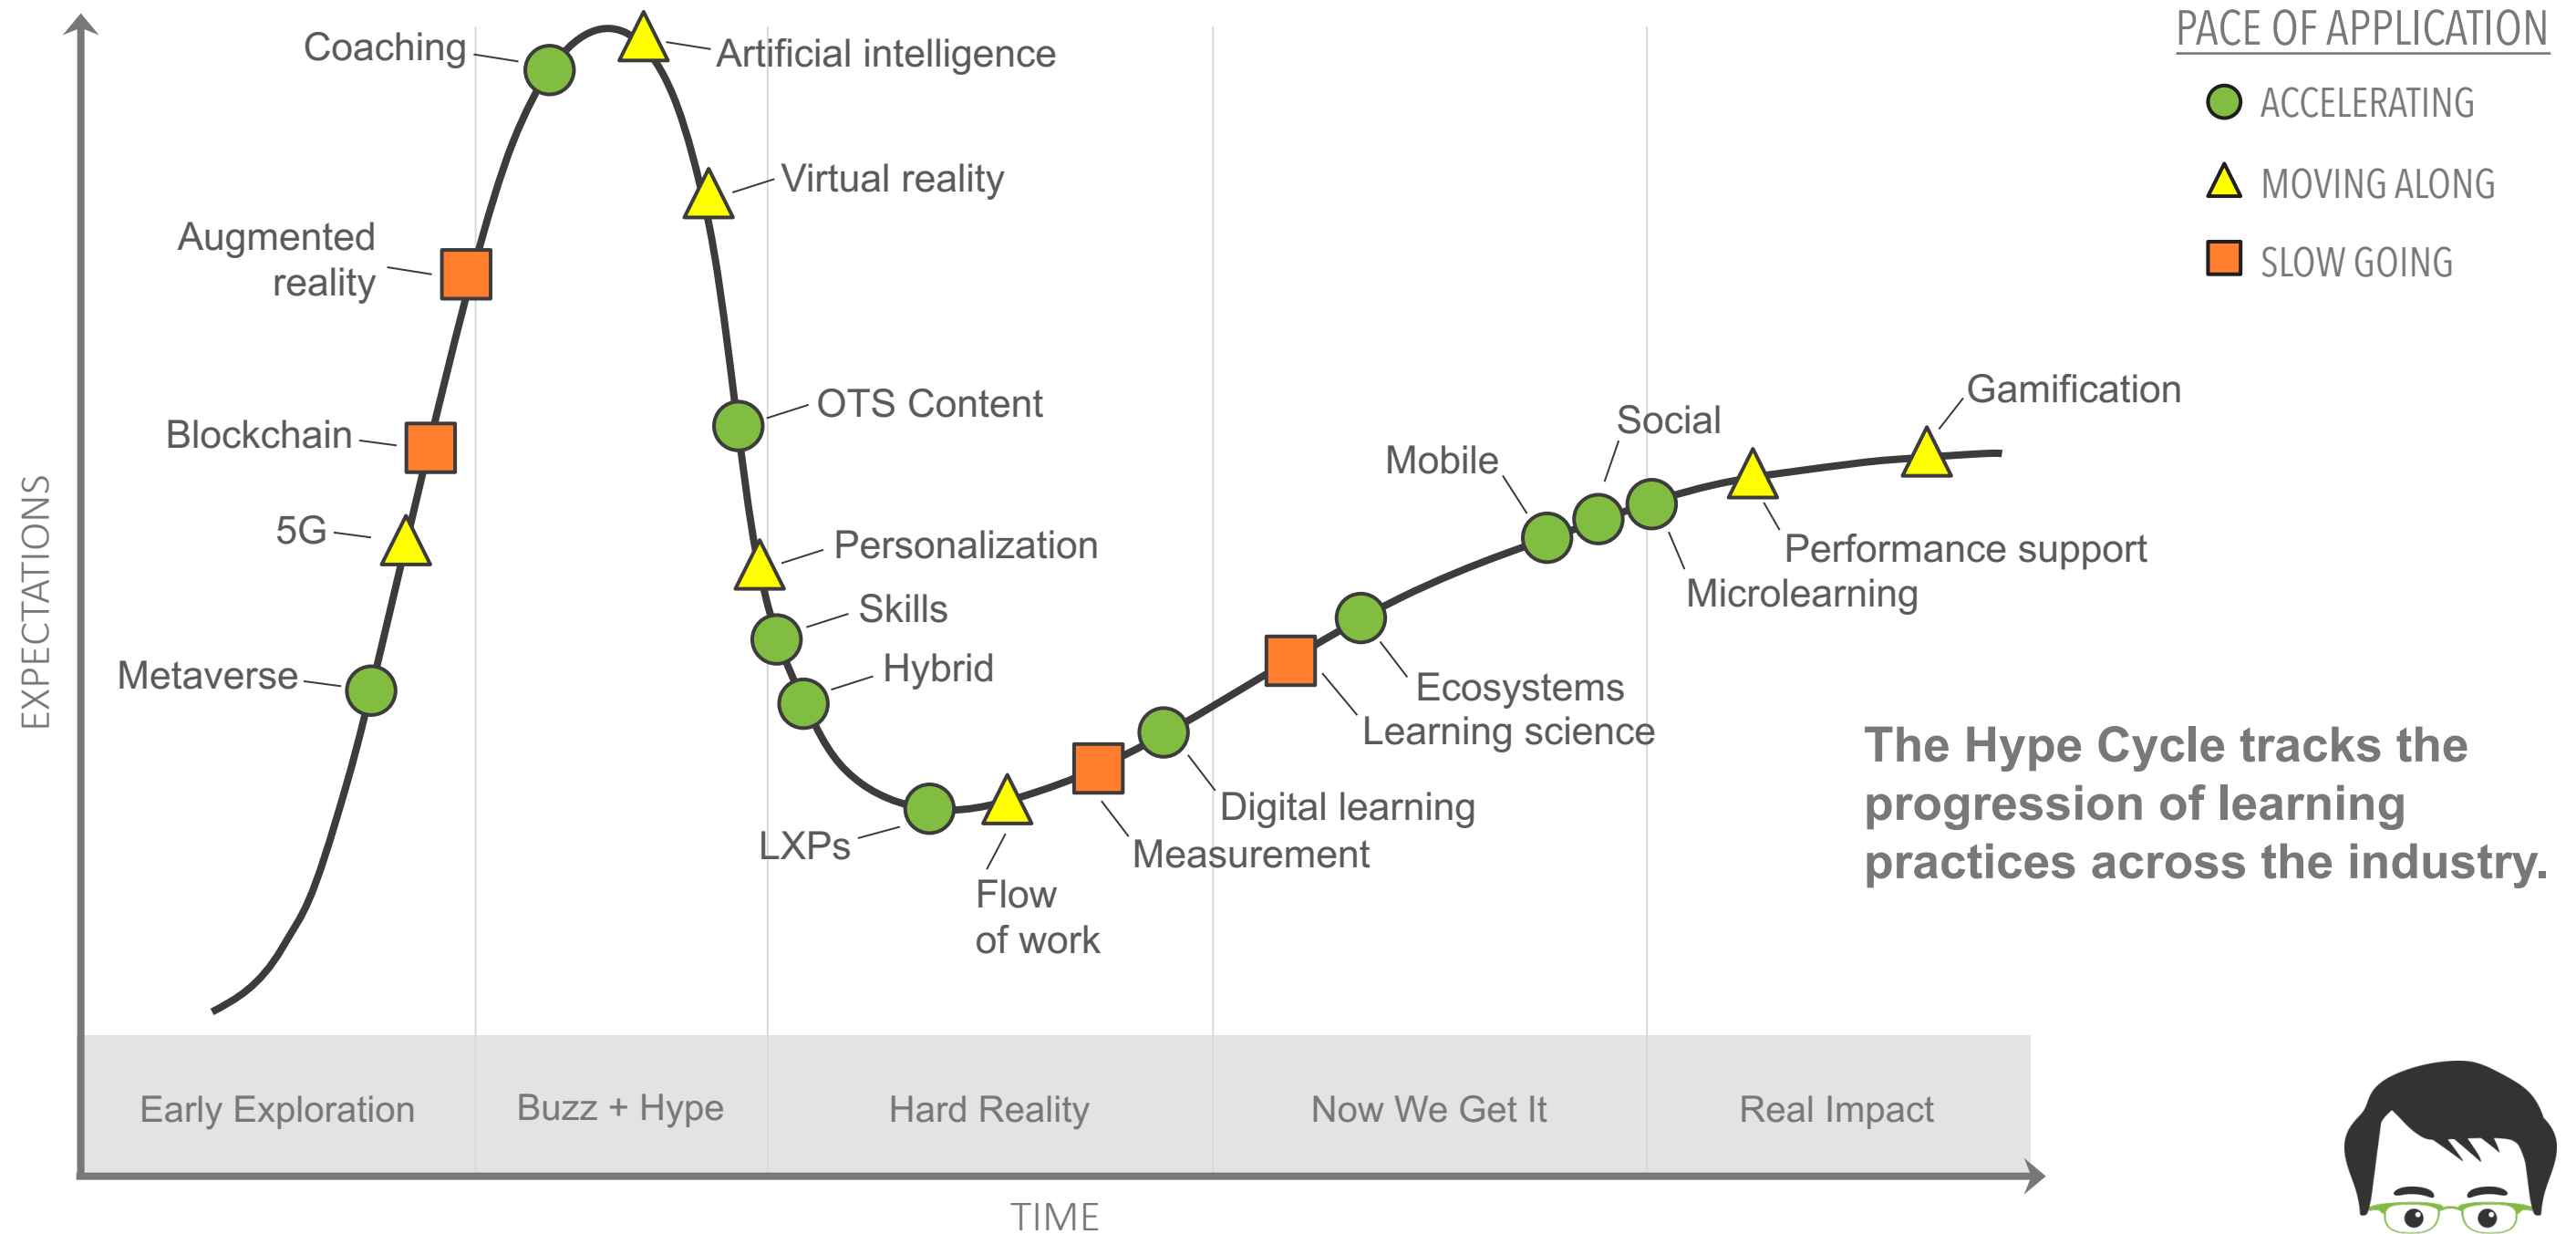 PACE OF APPLICATION
ACCELERATING
MOVING ALONG
SLOW GOING
Coaching
Artificial intelligence
Virtual reality
Augmented
reality
OTS Content
Blockchain
Gamification
Social
Mobile
5G
Personalization
Performance support
Microlearning
Skills
Hybrid
Metaverse
Ecosystems
Learning science
Digital learning
LXPs
Measurement
Flow
of work
The Hype Cycle tracks the
progression of learning
practices across the industry.
EXPECTATIONS
Early Exploration
Buzz + Hype
Hard Reality
Now We Get It
Real Impact
TIME